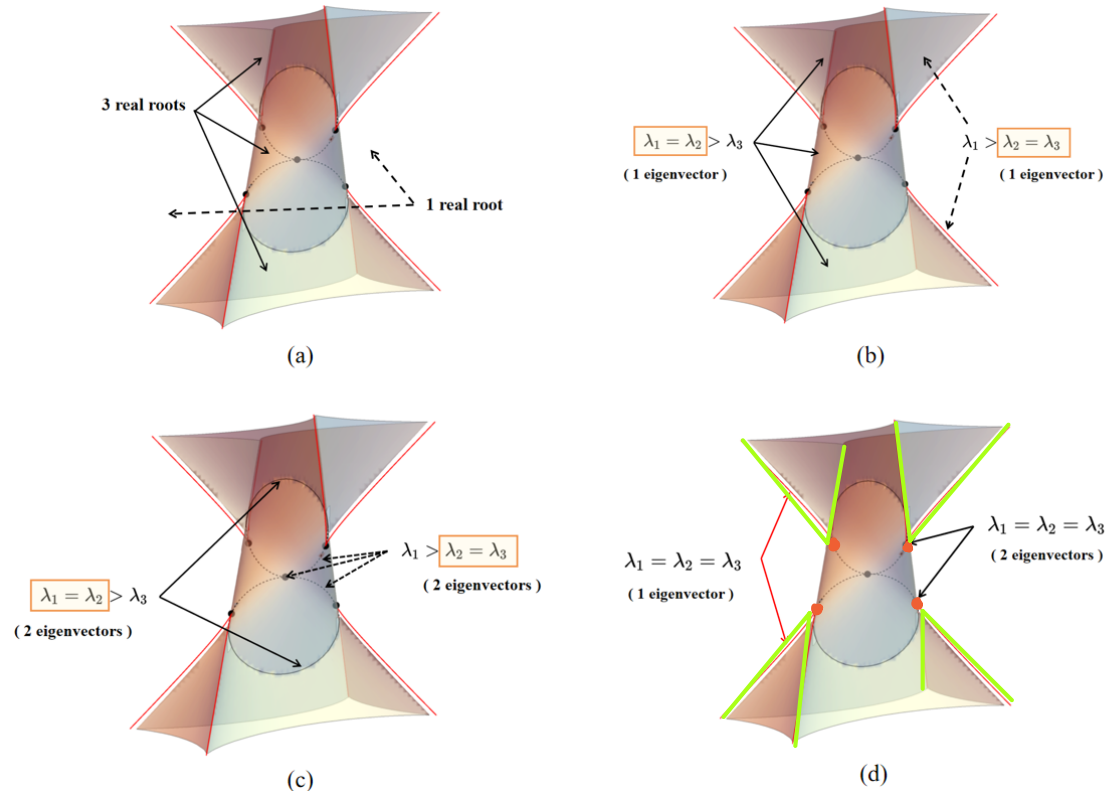 3 real roots
1 real root
(a)
λ₁ = λ₂ > λ₃
( 1 eigenvector )
λ₁ > λ₂ = λ₃
( 1 eigenvector )
(b)
λ₁ > λ₂ = λ₃
( 2 eigenvectors )
λ₁ = λ₂ > λ₃
( 2 eigenvectors )
(c)
λ₁ = λ₂ = λ₃
( 2 eigenvectors )
λ₁ = λ₂ = λ₃
( 1 eigenvector )
(d)